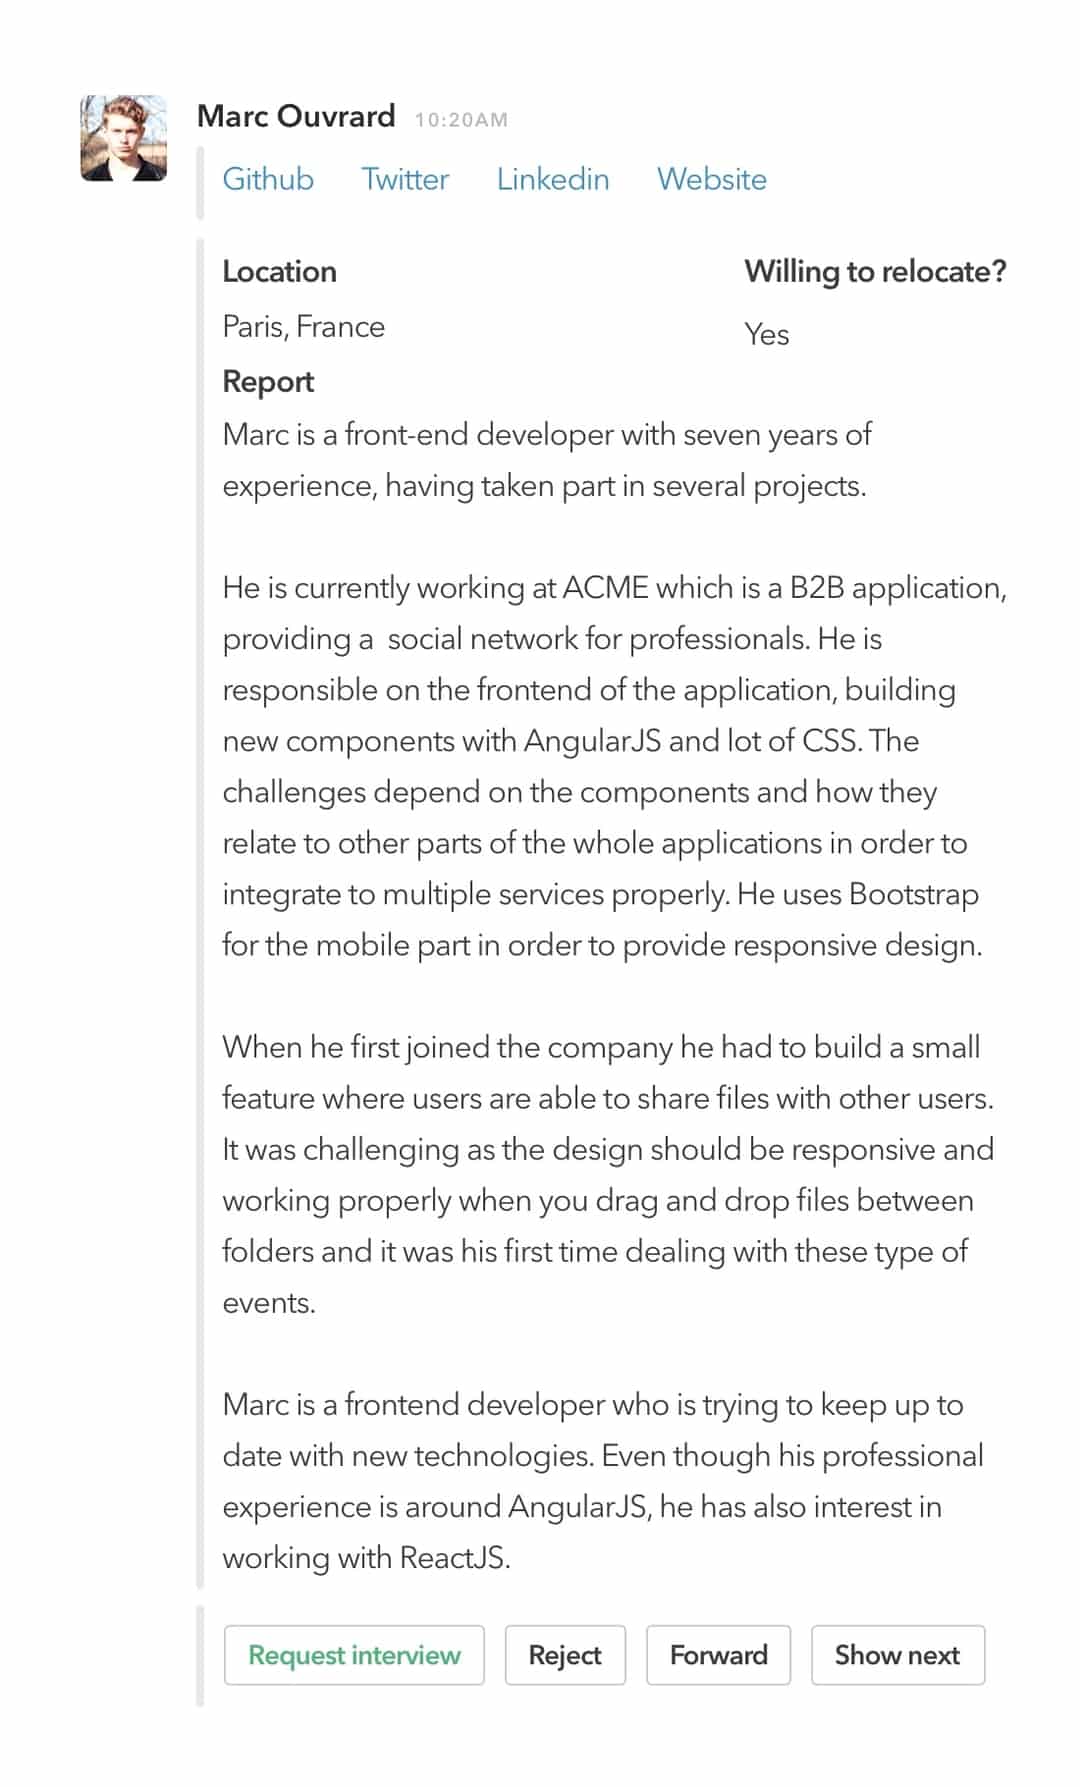 Marc Ouvrard 10:20AM
Github Twitter Linkedin Website
Location Willing to relocate?
Paris, France Yes
Report
Marc is a front-end developer with seven years of
experience, having taken part in several projects.
He is currently working at ACME which is a B2B application,
providing a  social network for professionals. He is
responsible on the frontend of the application, building
new components with AngularJS and lot of CSS. The
challenges depend on the components and how they
relate to other parts of the whole applications in order to
integrate to multiple services properly. He uses Bootstrap
for the mobile part in order to provide responsive design.
When he first joined the company he had to build a small
feature where users are able to share files with other users.
It was challenging as the design should be responsive and
working properly when you drag and drop files between
folders and it was his first time dealing with these type of
events.
Marc is a frontend developer who is trying to keep up to
date with new technologies. Even though his professional
experience is around AngularJS, he has also interest in
working with ReactJS.
Request interview Reject Forward Show next